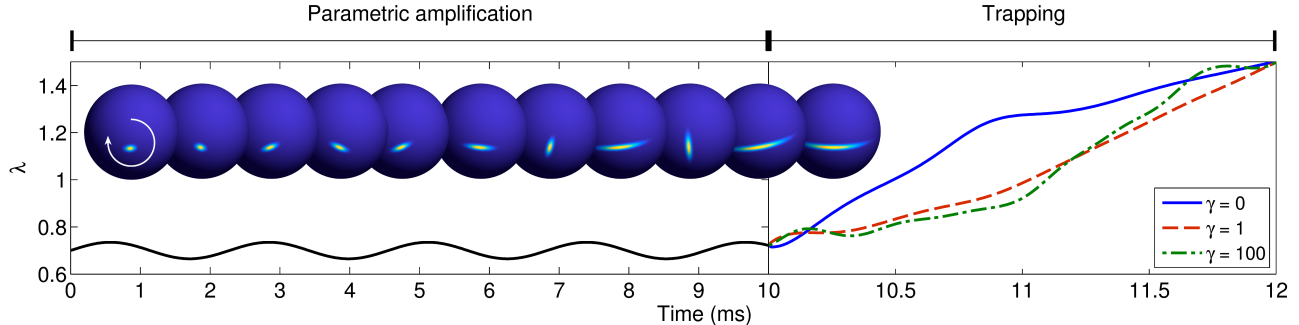 Parametric amplification
Trapping
1.4
1.2
1
0.8
0.6
λ
γ = 0
γ = 1
γ = 100
0 1 2 3 4 5 6 7 8 9 10 10.5 11 11.5 12
Time (ms)